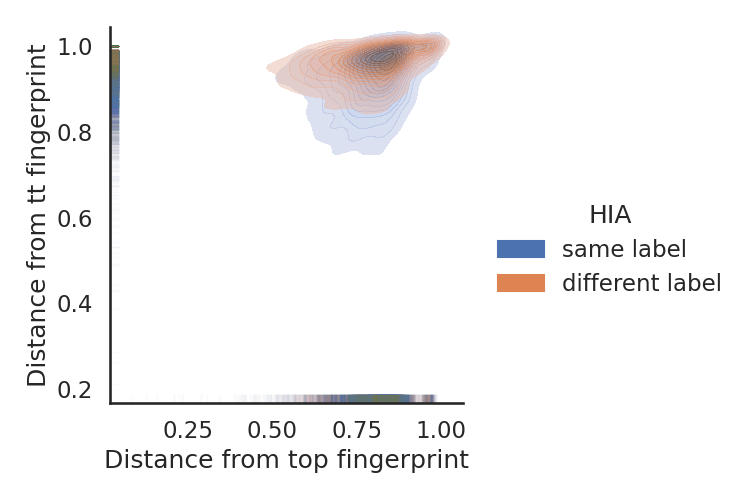 1.0
0.8
0.6
0.4
0.2
Distance from tt fingerprint
0.25 0.50 0.75 1.00
Distance from top fingerprint
HIA
same label
different label